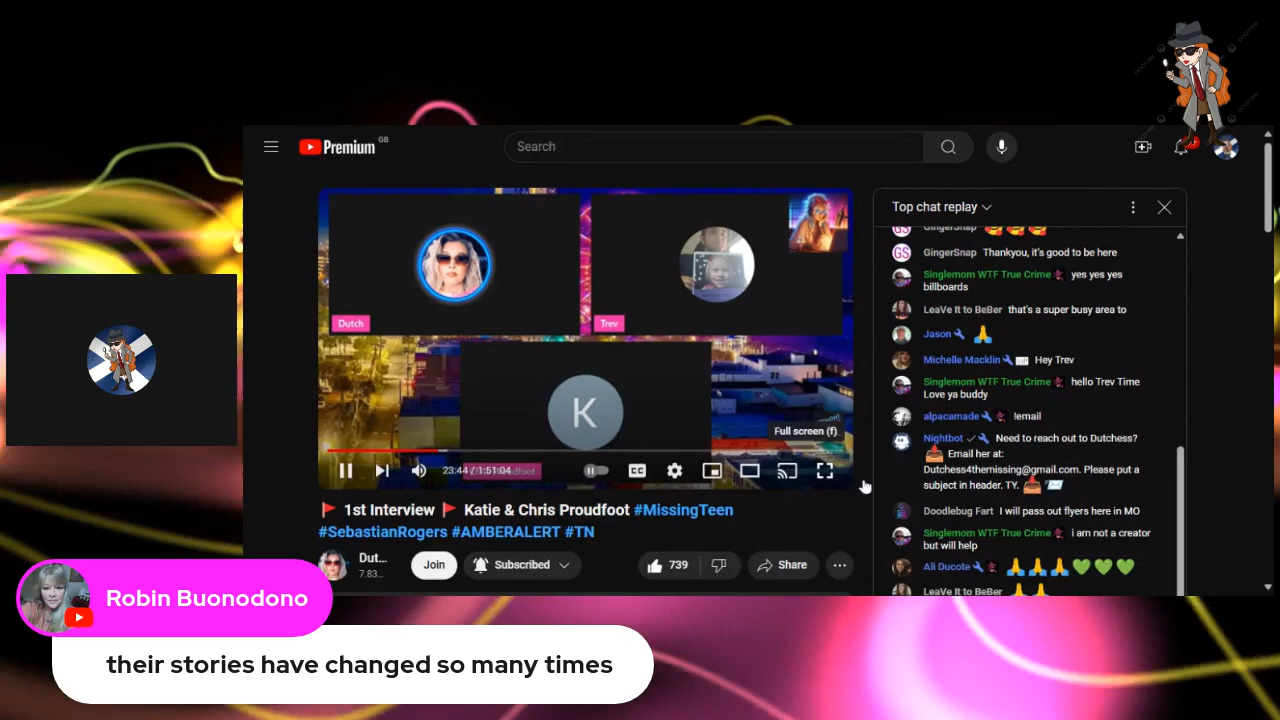 Premium GB
Search
Top chat replay
GingerSnap
GS GingerSnap Thankyou, it's good to be here
Singlemom WTF True Crime yes yes yes
billboards
LeaVe It to BeBer that's a super busy area to
Jason 🙏
Michelle Macklin Hey Trev
Singlemom WTF True Crime hello Trev Time
Love ya buddy
alpacamade !email
Nightbot Need to reach out to Dutchess?
📥 Email her at:
Dutchess4themissing@gmail.com. Please put a
subject in header. TY. 📥 📨
Doodlebug Fart I will pass out flyers here in MO
Singlemom WTF True Crime i am not a creator
but will help
Ali Ducote 🙏🙏🙏💚💚💚
LeaVe It to BeBer 🙏🙏
Dutch
Trev
K
Full screen (f)
23:44 / 1:51:04
CC
🚩 1st Interview 🚩 Katie & Chris Proudfoot #MissingTeen
#SebastianRogers #AMBERALERT #TN
Dut...
7.83...
Join
Subscribed
739
Share
Robin Buonodono
their stories have changed so many times